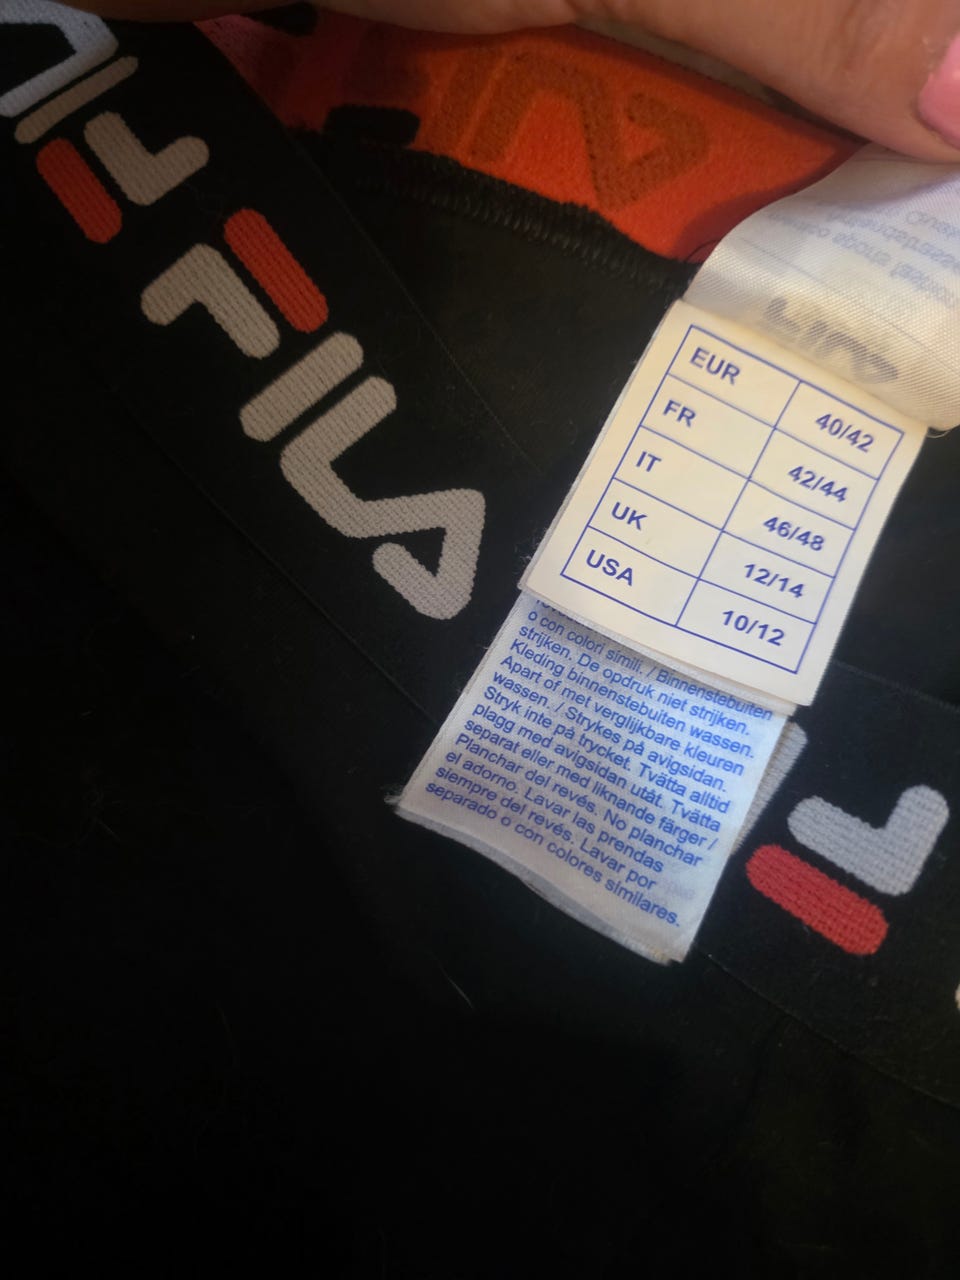 FILA
EUR 40/42
FR 42/44
IT 46/48
UK 12/14
USA 10/12
o con colori simili. / Binnenstebuiten
strijken. De opdruk niet strijken.
Kleding binnenstebuiten wassen.
Apart of met verglijkbare kleuren
wassen. / Strykes på avigsidan.
Stryk inte på trycket. Tvätta alltid
plagg med avigsidan utåt. Tvätta
separat eller med liknande färger /
Planchar del revés. No planchar
el adorno. Lavar las prendas
siempre del revés. Lavar por
separado o con colores similares.